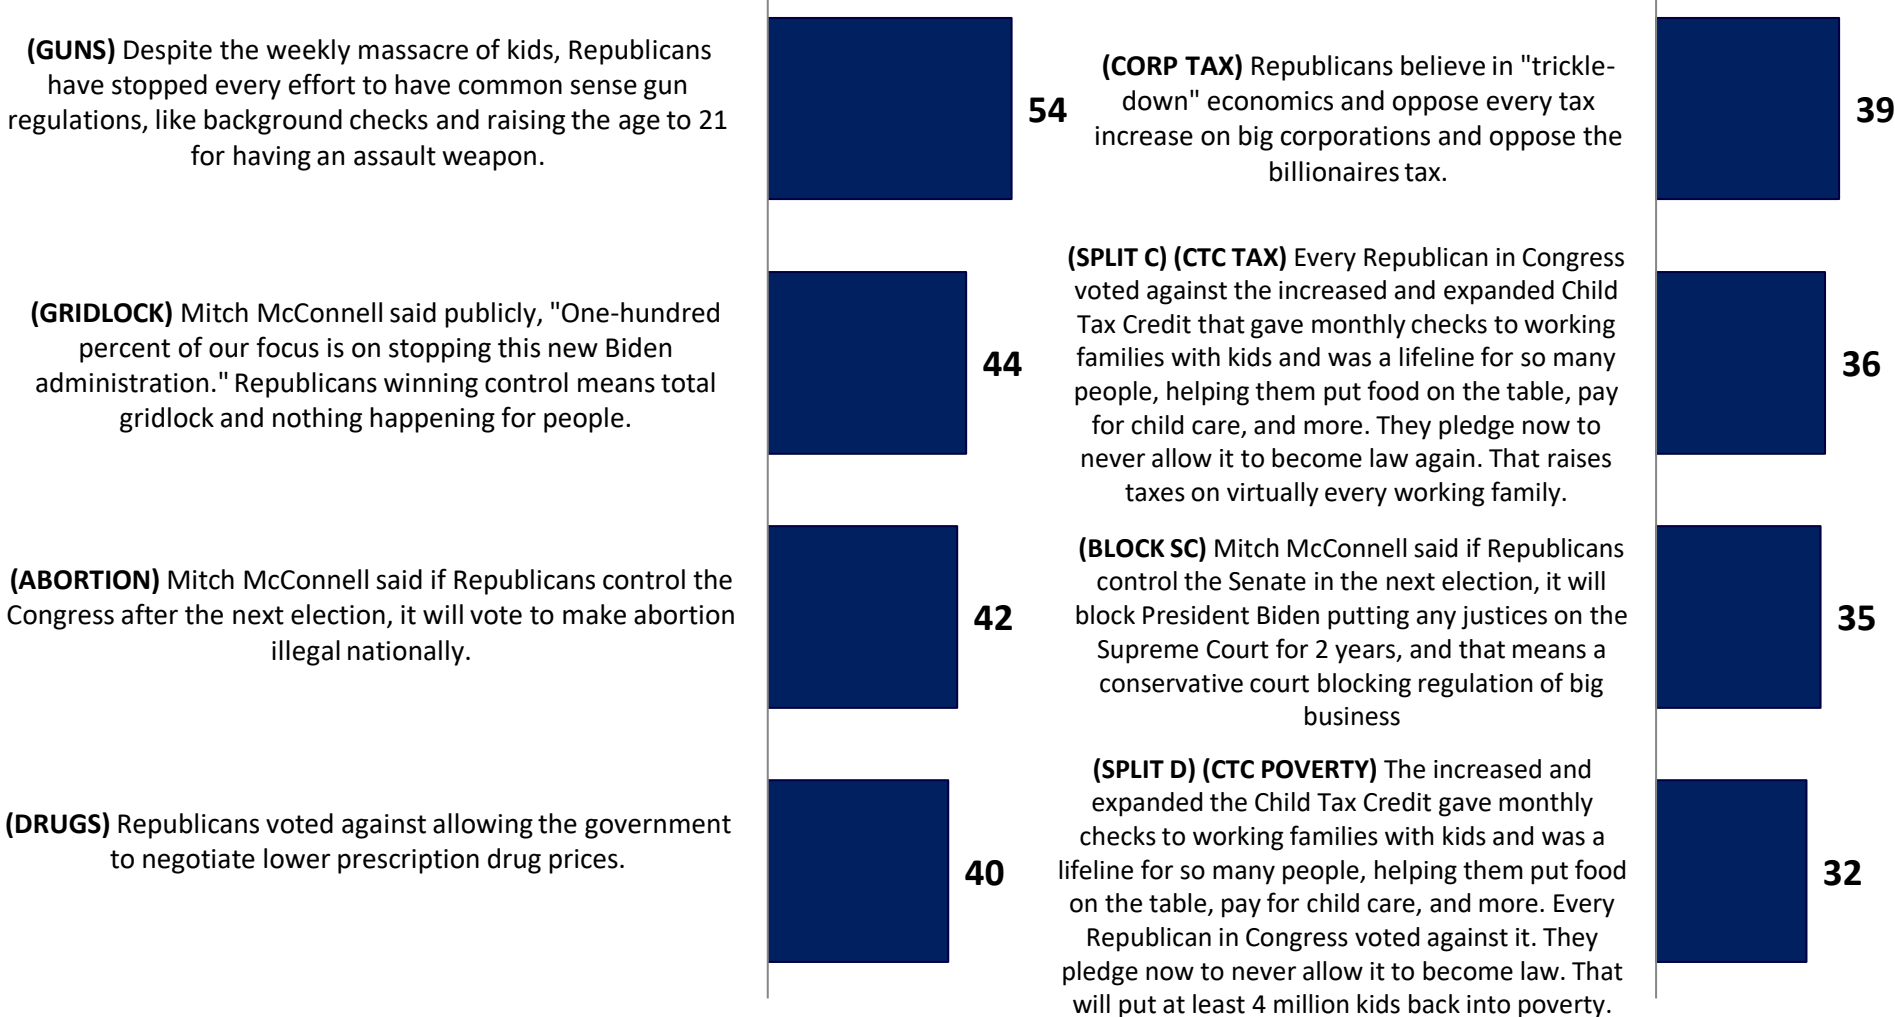 (GUNS) Despite the weekly massacre of kids, Republicans
have stopped every effort to have common sense gun
regulations, like background checks and raising the age to 21
for having an assault weapon.
54
(GRIDLOCK) Mitch McConnell said publicly, "One-hundred
percent of our focus is on stopping this new Biden
administration." Republicans winning control means total
gridlock and nothing happening for people.
44
(ABORTION) Mitch McConnell said if Republicans control the
Congress after the next election, it will vote to make abortion
illegal nationally.
42
(DRUGS) Republicans voted against allowing the government
to negotiate lower prescription drug prices.
40
(CORP TAX) Republicans believe in "trickle-
down" economics and oppose every tax
increase on big corporations and oppose the
billionaires tax.
39
(SPLIT C) (CTC TAX) Every Republican in Congress
voted against the increased and expanded Child
Tax Credit that gave monthly checks to working
families with kids and was a lifeline for so many
people, helping them put food on the table, pay
for child care, and more. They pledge now to
never allow it to become law again. That raises
taxes on virtually every working family.
36
(BLOCK SC) Mitch McConnell said if Republicans
control the Senate in the next election, it will
block President Biden putting any justices on the
Supreme Court for 2 years, and that means a
conservative court blocking regulation of big
business
35
(SPLIT D) (CTC POVERTY) The increased and
expanded the Child Tax Credit gave monthly
checks to working families with kids and was a
lifeline for so many people, helping them put food
on the table, pay for child care, and more. Every
Republican in Congress voted against it. They
pledge now to never allow it to become law. That
will put at least 4 million kids back into poverty.
32